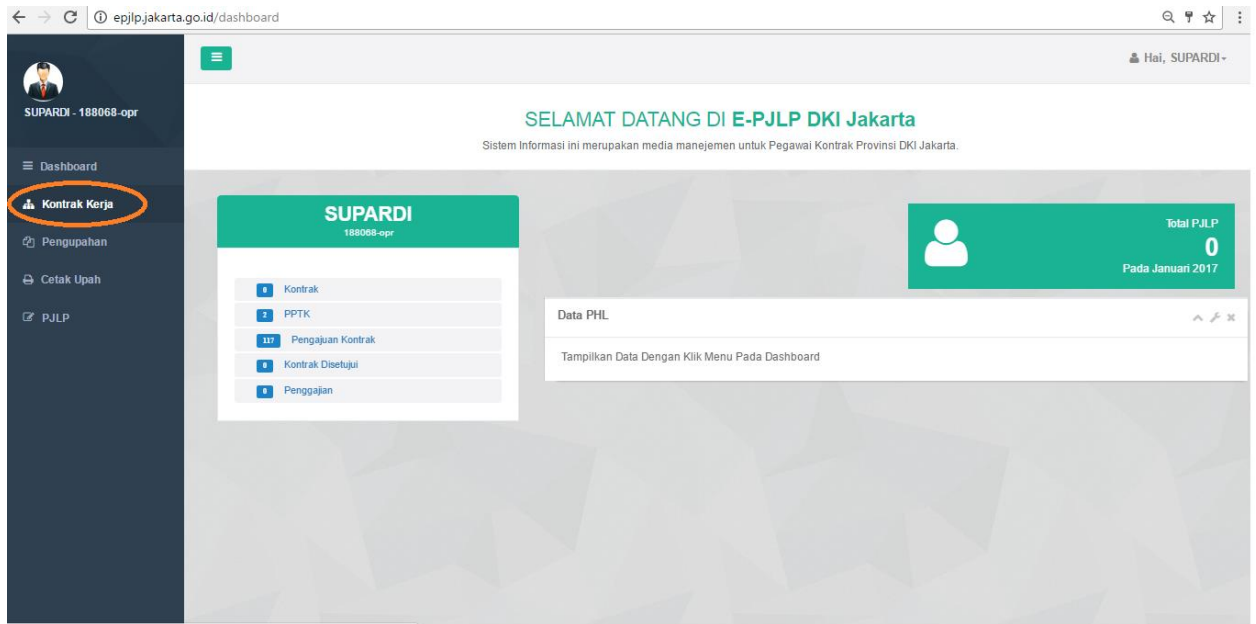 epjlp.jakarta.go.id/dashboard
SUPARDI - 188068-opr
Dashboard
Kontrak Kerja
Pengupahan
Cetak Upah
PJLP
Hai, SUPARDI
SELAMAT DATANG DI E-PJLP DKI Jakarta
Sistem Informasi ini merupakan media manejemen untuk Pegawai Kontrak Provinsi DKI Jakarta.
SUPARDI
188068-opr
0 Kontrak
2 PPTK
117 Pengajuan Kontrak
0 Kontrak Disetujui
0 Penggajian
Total PJLP
0
Pada Januari 2017
Data PHL
Tampilkan Data Dengan Klik Menu Pada Dashboard